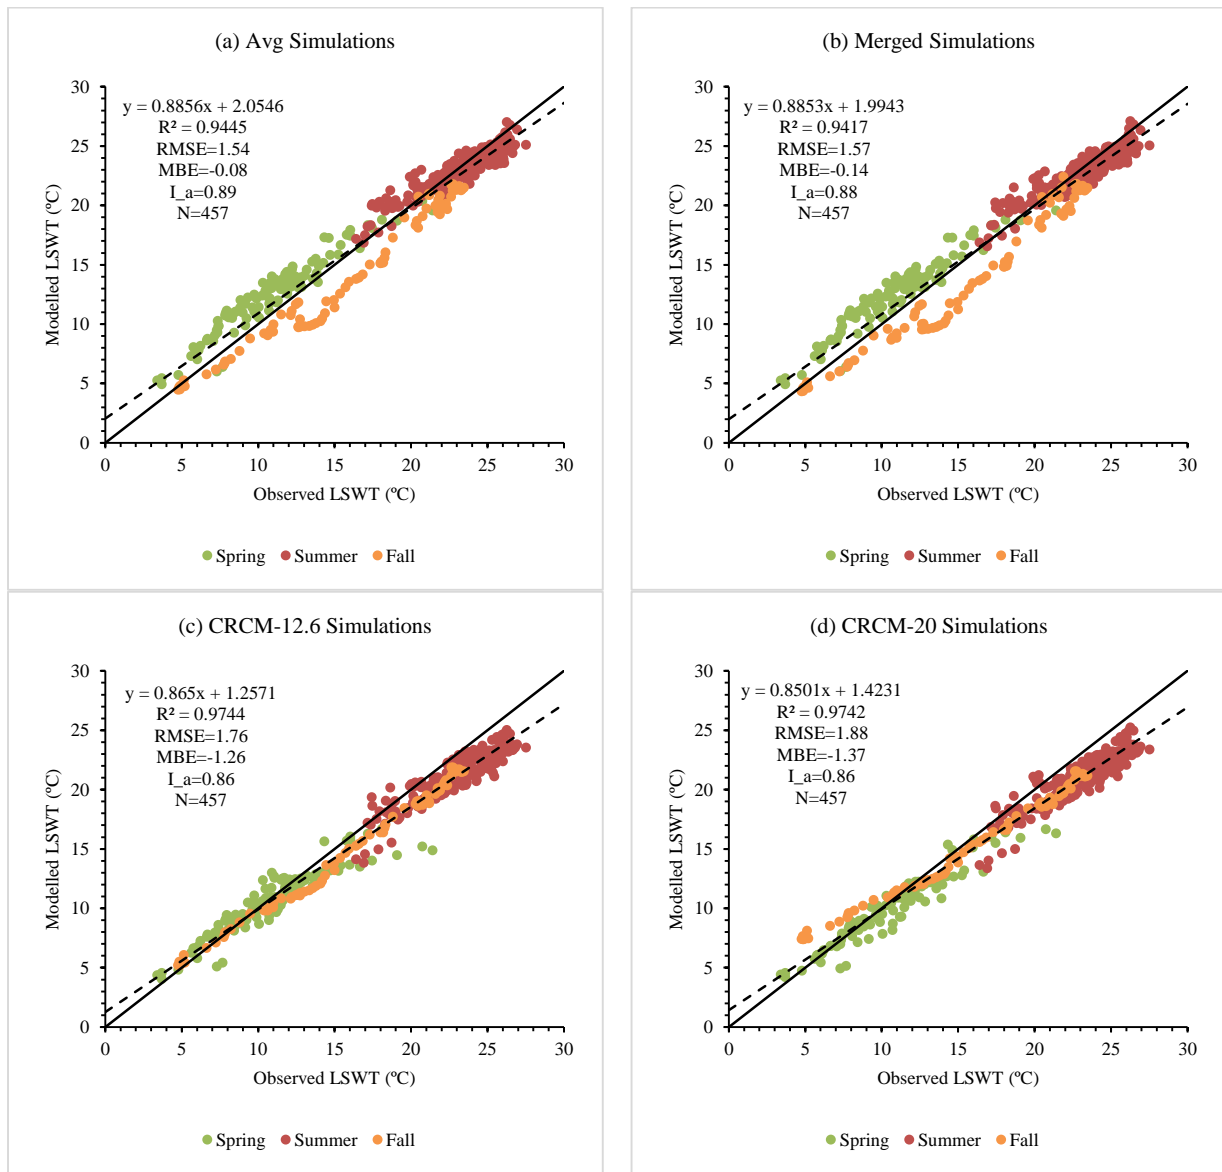 (a) Avg Simulations
y = 0.8856x + 2.0546
R² = 0.9445
RMSE=1.54
MBE=-0.08
I_a=0.89
N=457
30
25
20
15
10
5
0
Modelled LSWT (ºC)
0 5 10 15 20 25 30
Observed LSWT (ºC)
Spring Summer Fall
(b) Merged Simulations
y = 0.8853x + 1.9943
R² = 0.9417
RMSE=1.57
MBE=-0.14
I_a=0.88
N=457
30
25
20
15
10
5
0
Modelled LSWT (ºC)
0 5 10 15 20 25 30
Observed LSWT (ºC)
Spring Summer Fall
(c) CRCM-12.6 Simulations
y = 0.865x + 1.2571
R² = 0.9744
RMSE=1.76
MBE=-1.26
I_a=0.86
N=457
30
25
20
15
10
5
0
Modelled LSWT (ºC)
0 5 10 15 20 25 30
Observed LSWT (ºC)
Spring Summer Fall
(d) CRCM-20 Simulations
y = 0.8501x + 1.4231
R² = 0.9742
RMSE=1.88
MBE=-1.37
I_a=0.86
N=457
30
25
20
15
10
5
0
Modelled LSWT (ºC)
0 5 10 15 20 25 30
Observed LSWT (ºC)
Spring Summer Fall